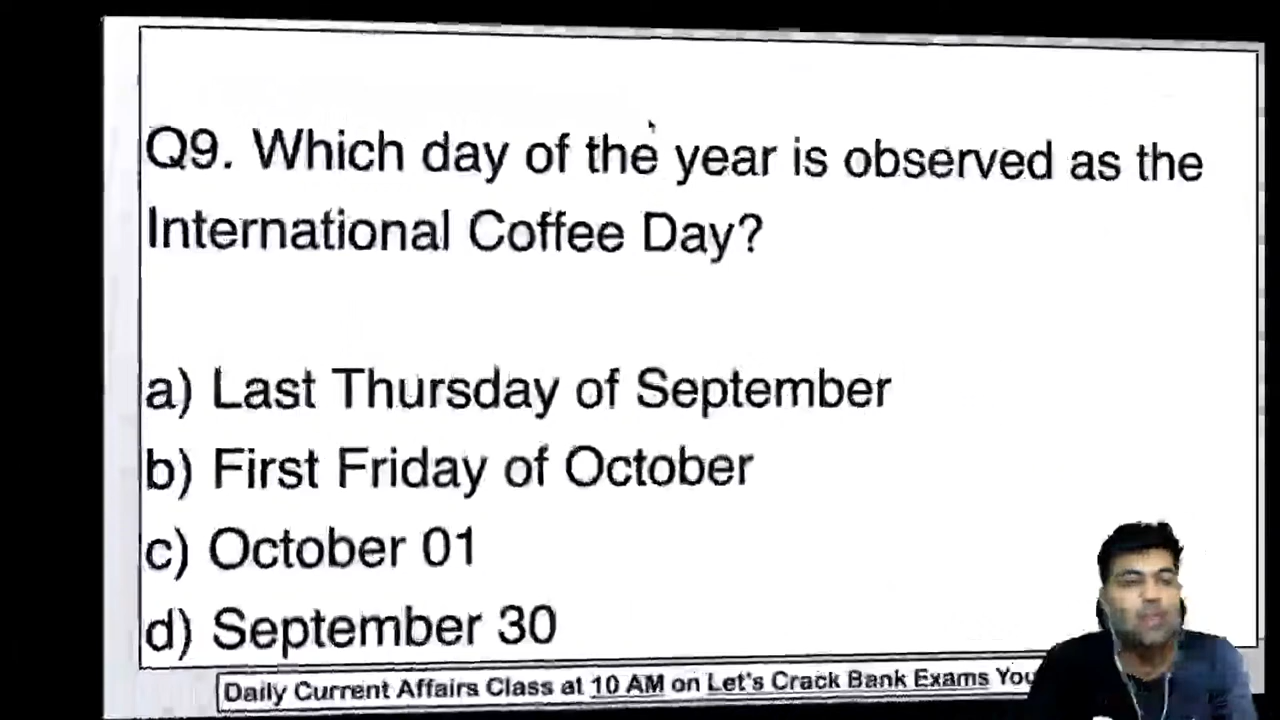 Q9. Which day of the year is observed as the
International Coffee Day?
a) Last Thursday of September
b) First Friday of October
c) October 01
d) September 30
Daily Current Affairs Class at 10 AM on Let's Crack Bank Exams